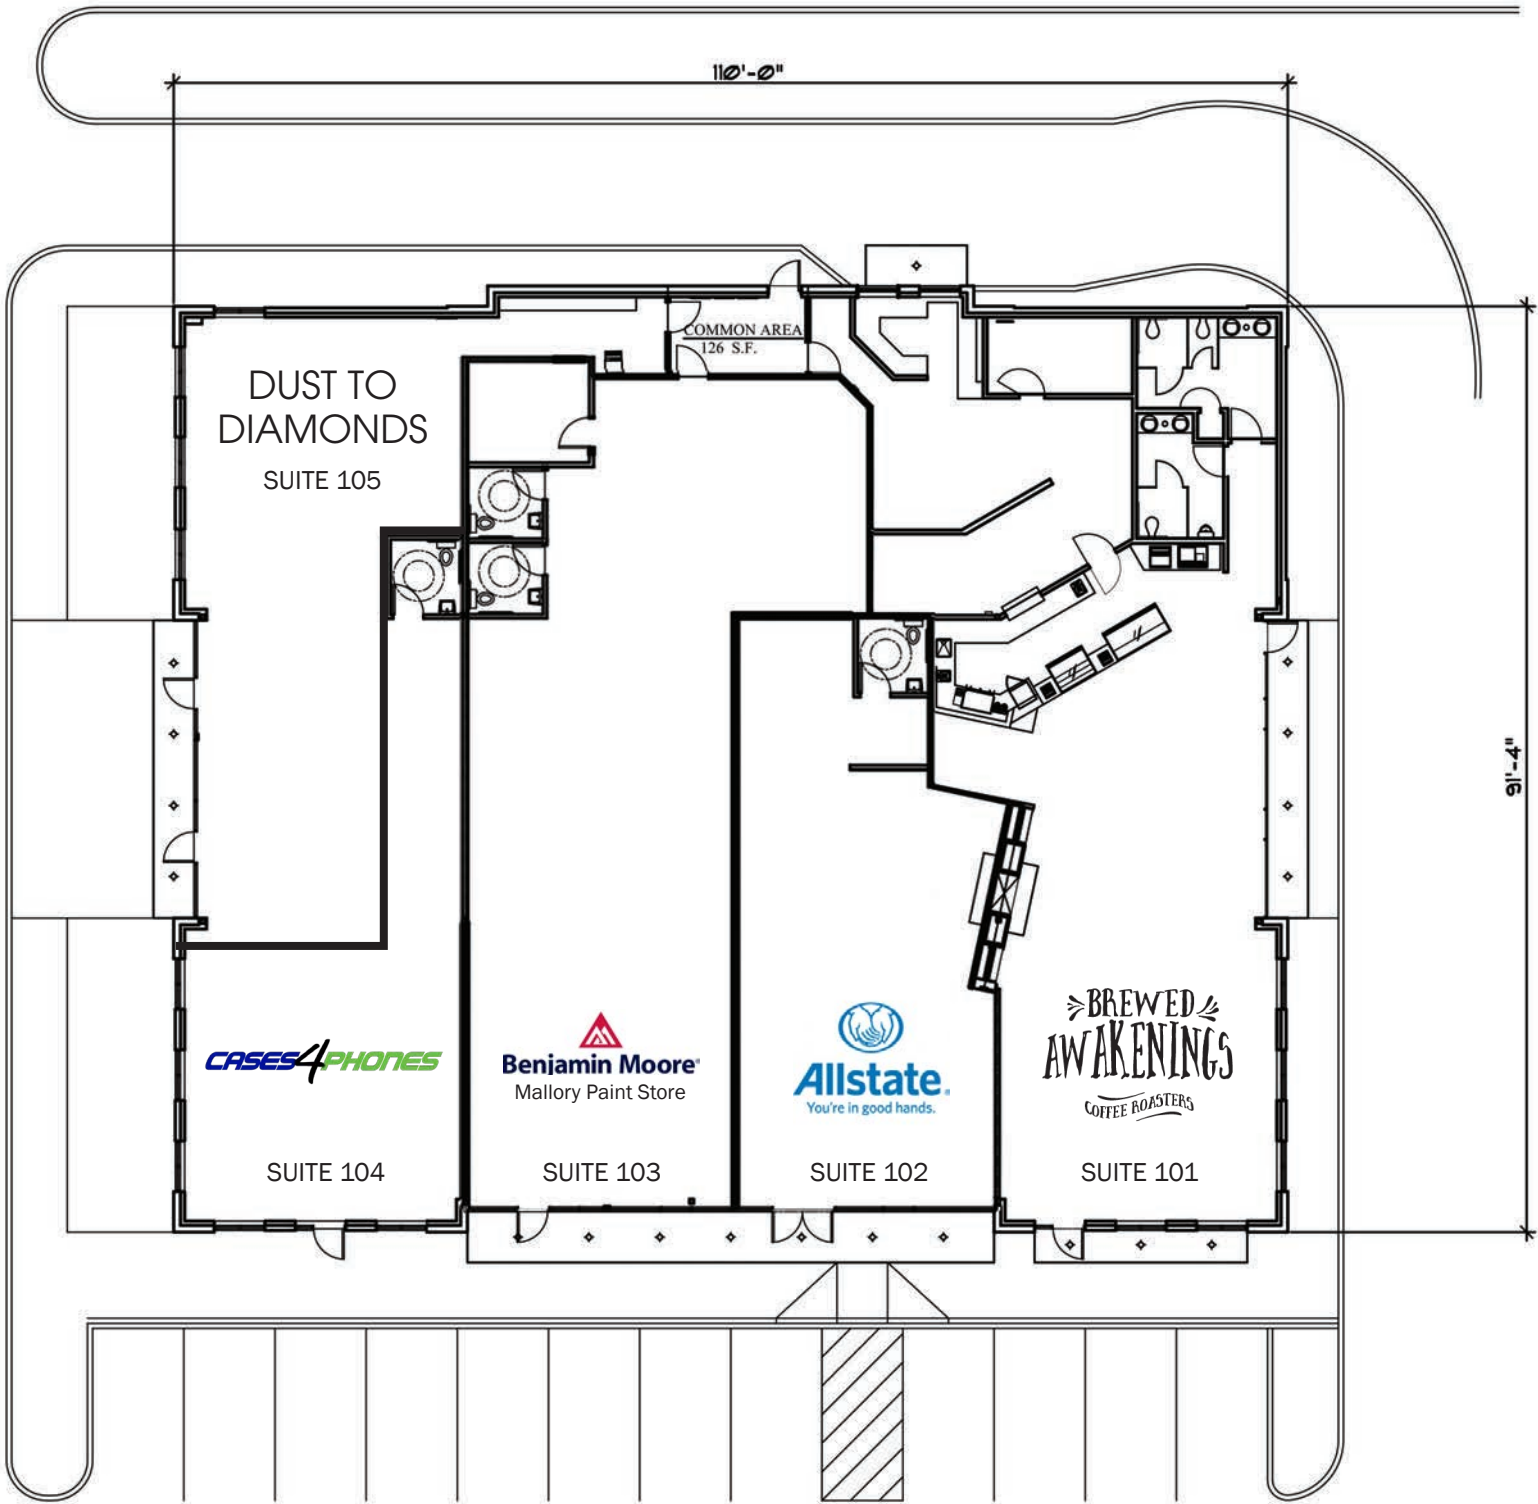 110'-0"
COMMON AREA
126 S.F.
DUST TO
DIAMONDS
SUITE 105
91'-4"
CASES4PHONES
SUITE 104
Benjamin Moore®
Mallory Paint Store
SUITE 103
Allstate®
You're in good hands.
SUITE 102
BREWED
AWAKENINGS
COFFEE ROASTERS
SUITE 101